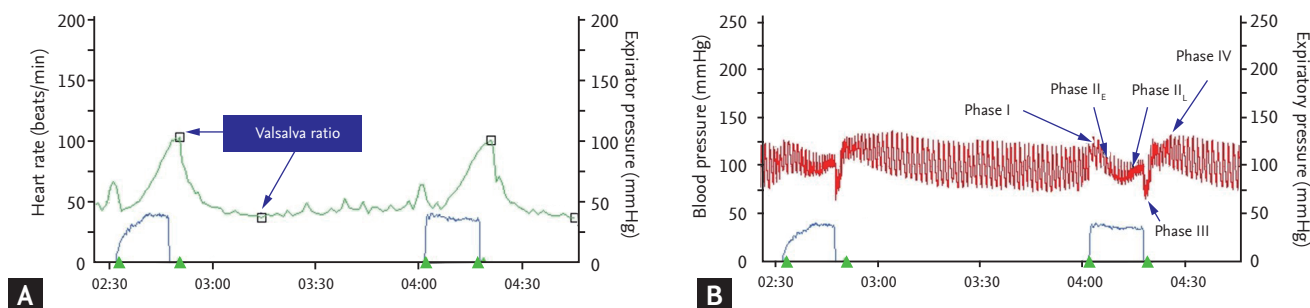 200
150
100
50
0
Heart rate (beats/min)
Valsalva ratio
200
150
100
50
0
Expirator pressure (mmHg)
02:30 03:00 03:30 04:00 04:30
A
250
200
150
100
50
0
Blood pressure (mmHg)
Phase I
Phase IIE
Phase IIL
Phase IV
Phase III
250
200
150
100
50
0
Expiratory pressure (mmHg)
02:30 03:00 03:30 04:00 04:30
B